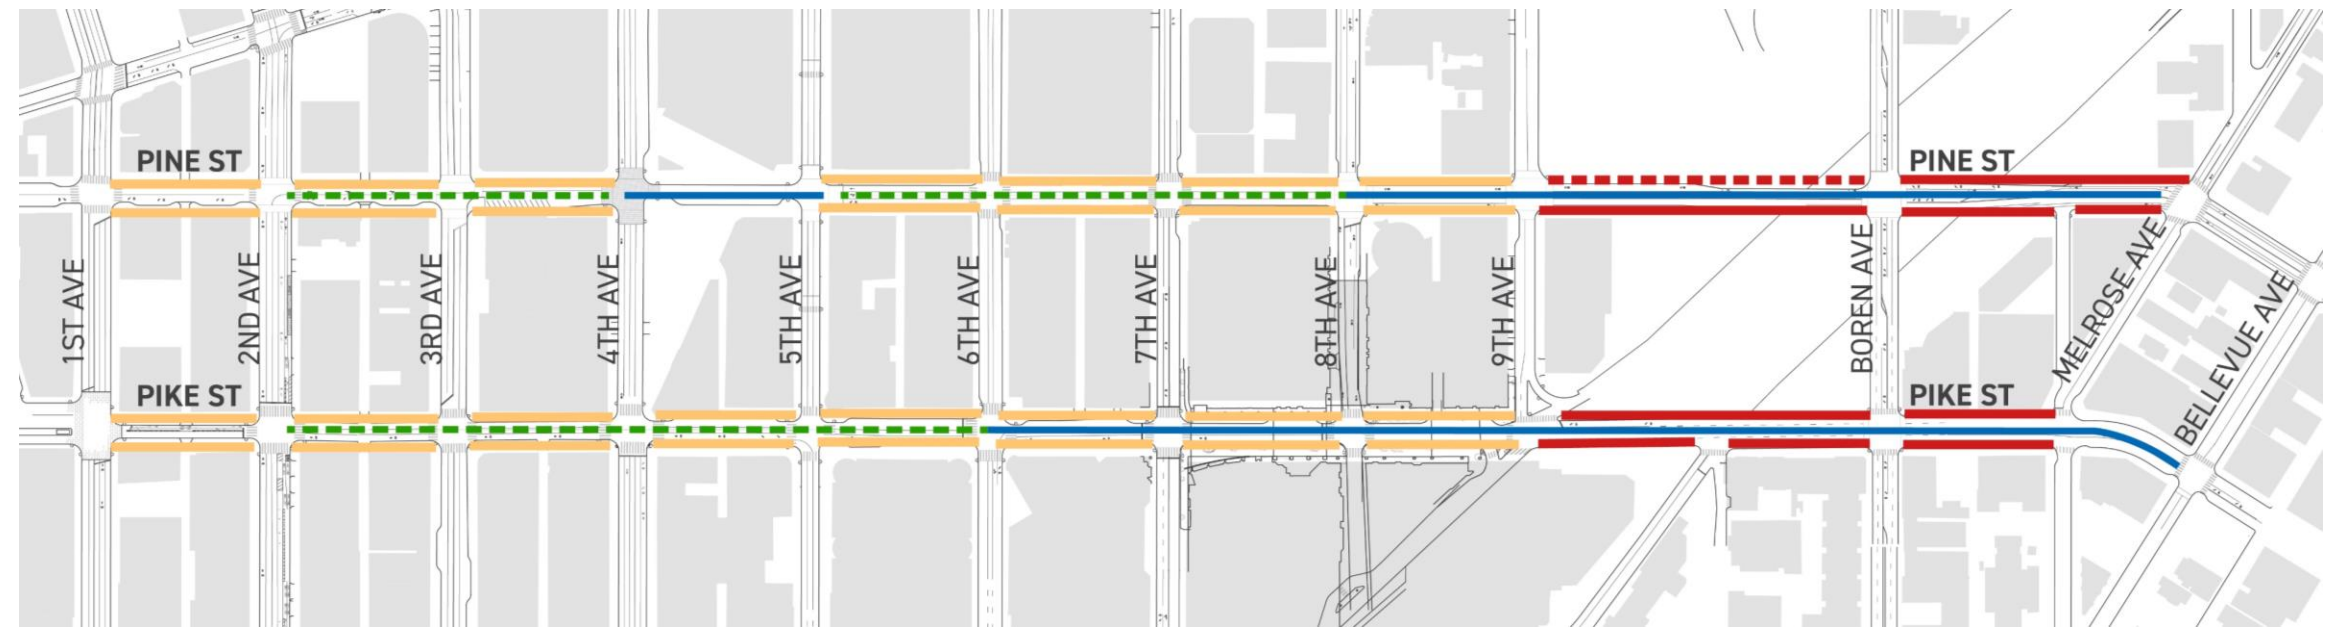 PINE ST
PINE ST
1ST AVE
2ND AVE
3RD AVE
4TH AVE
5TH AVE
6TH AVE
7TH AVE
8TH AVE
9TH AVE
BOREN AVE
MELROSE AVE
BELLEVUE AVE
PIKE ST
PIKE ST